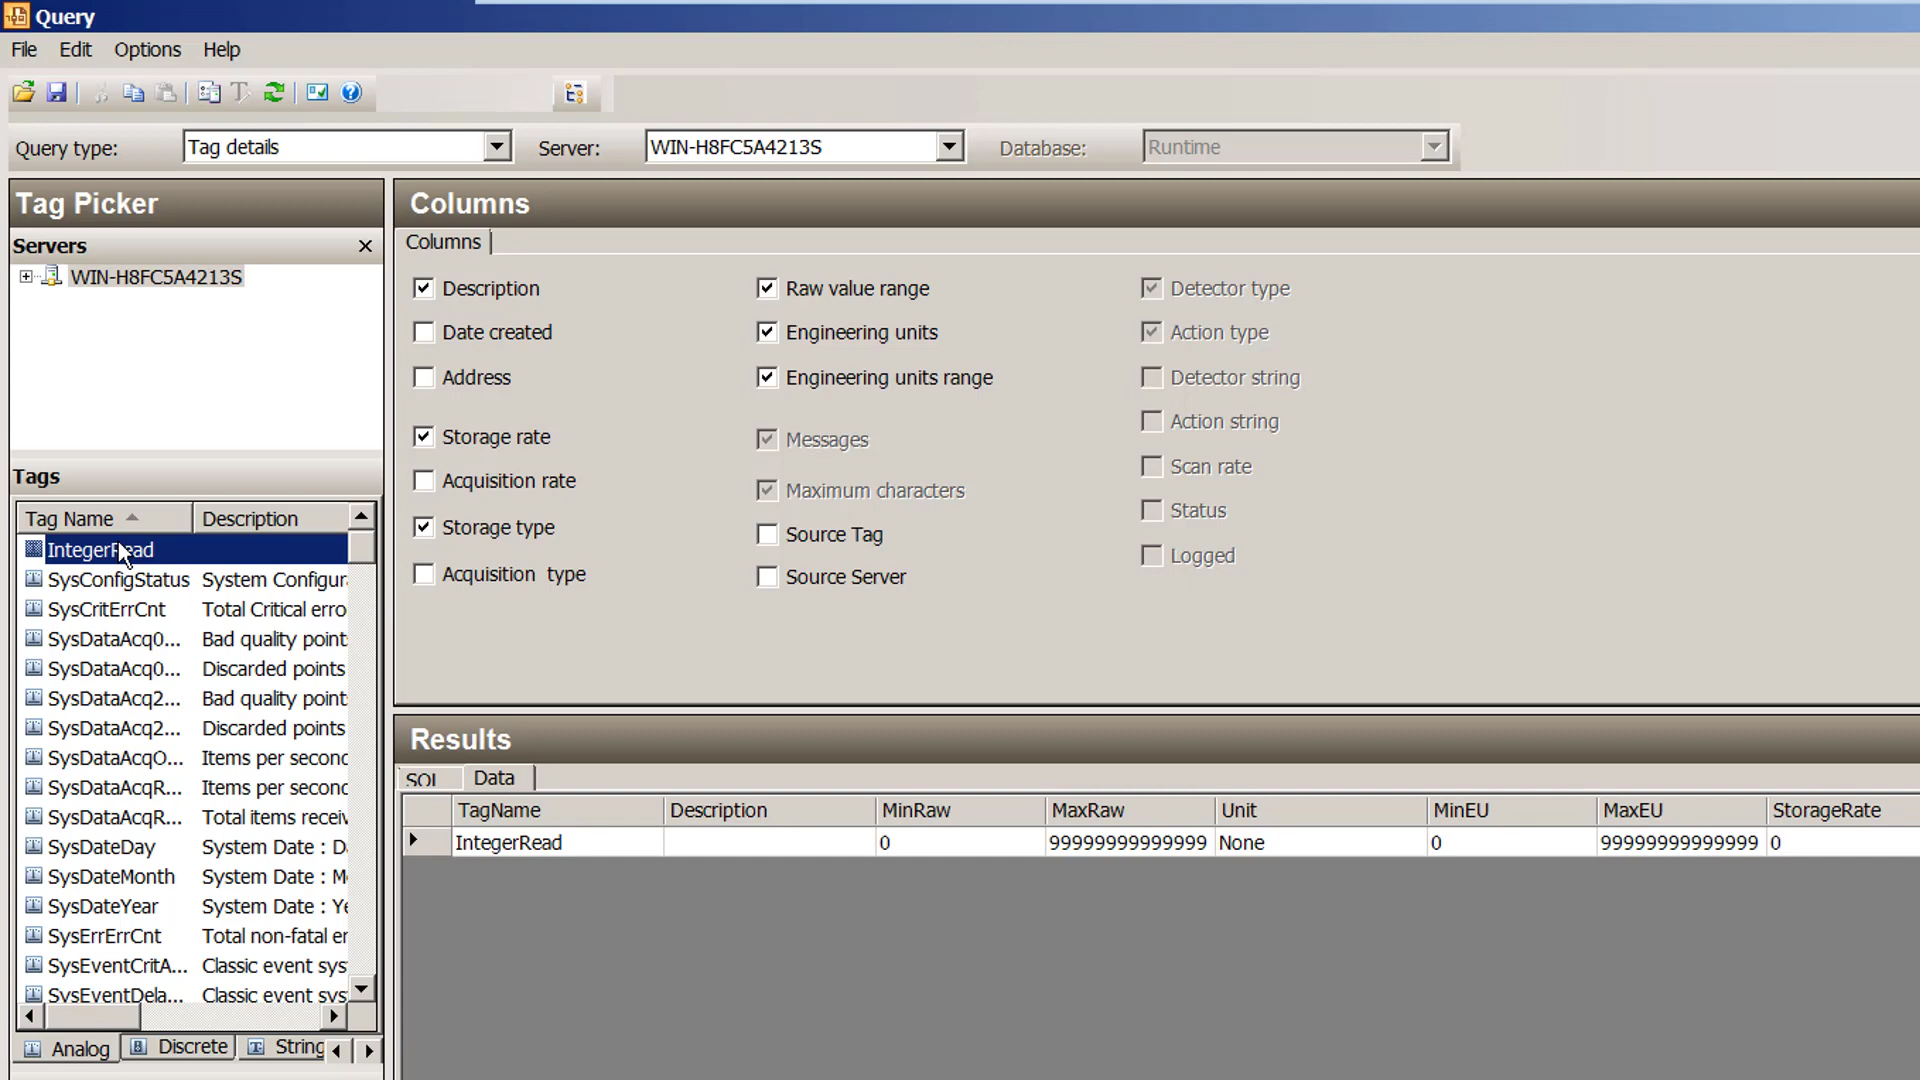 Query
File Edit Options Help
Query type: Tag details Server: WIN-H8FC5A4213S Database: Runtime
Tag Picker
Servers
WIN-H8FC5A4213S
Tags
Tag Name Description
IntegerRead
SysConfigStatus System Configur
SysCritErrCnt Total Critical erro
SysDataAcq0... Bad quality point
SysDataAcq0... Discarded points
SysDataAcq2... Bad quality point
SysDataAcq2... Discarded points
SysDataAcqO... Items per second
SysDataAcqR... Items per second
SysDataAcqR... Total items receiv
SysDateDay System Date : D
SysDateMonth System Date : M
SysDateYear System Date : Ye
SysErrErrCnt Total non-fatal er
SysEventCritA... Classic event sys
SysEventDela... Classic event sys
Analog Discrete String
Columns
Columns
Description Raw value range Detector type
Date created Engineering units Action type
Address Engineering units range Detector string
Action string
Storage rate Messages
Scan rate
Acquisition rate Maximum characters
Status
Storage type Source Tag
Logged
Acquisition type Source Server
Results
SQL Data
TagName Description MinRaw MaxRaw Unit MinEU MaxEU StorageRate
IntegerRead 0 99999999999999 None 0 99999999999999 0